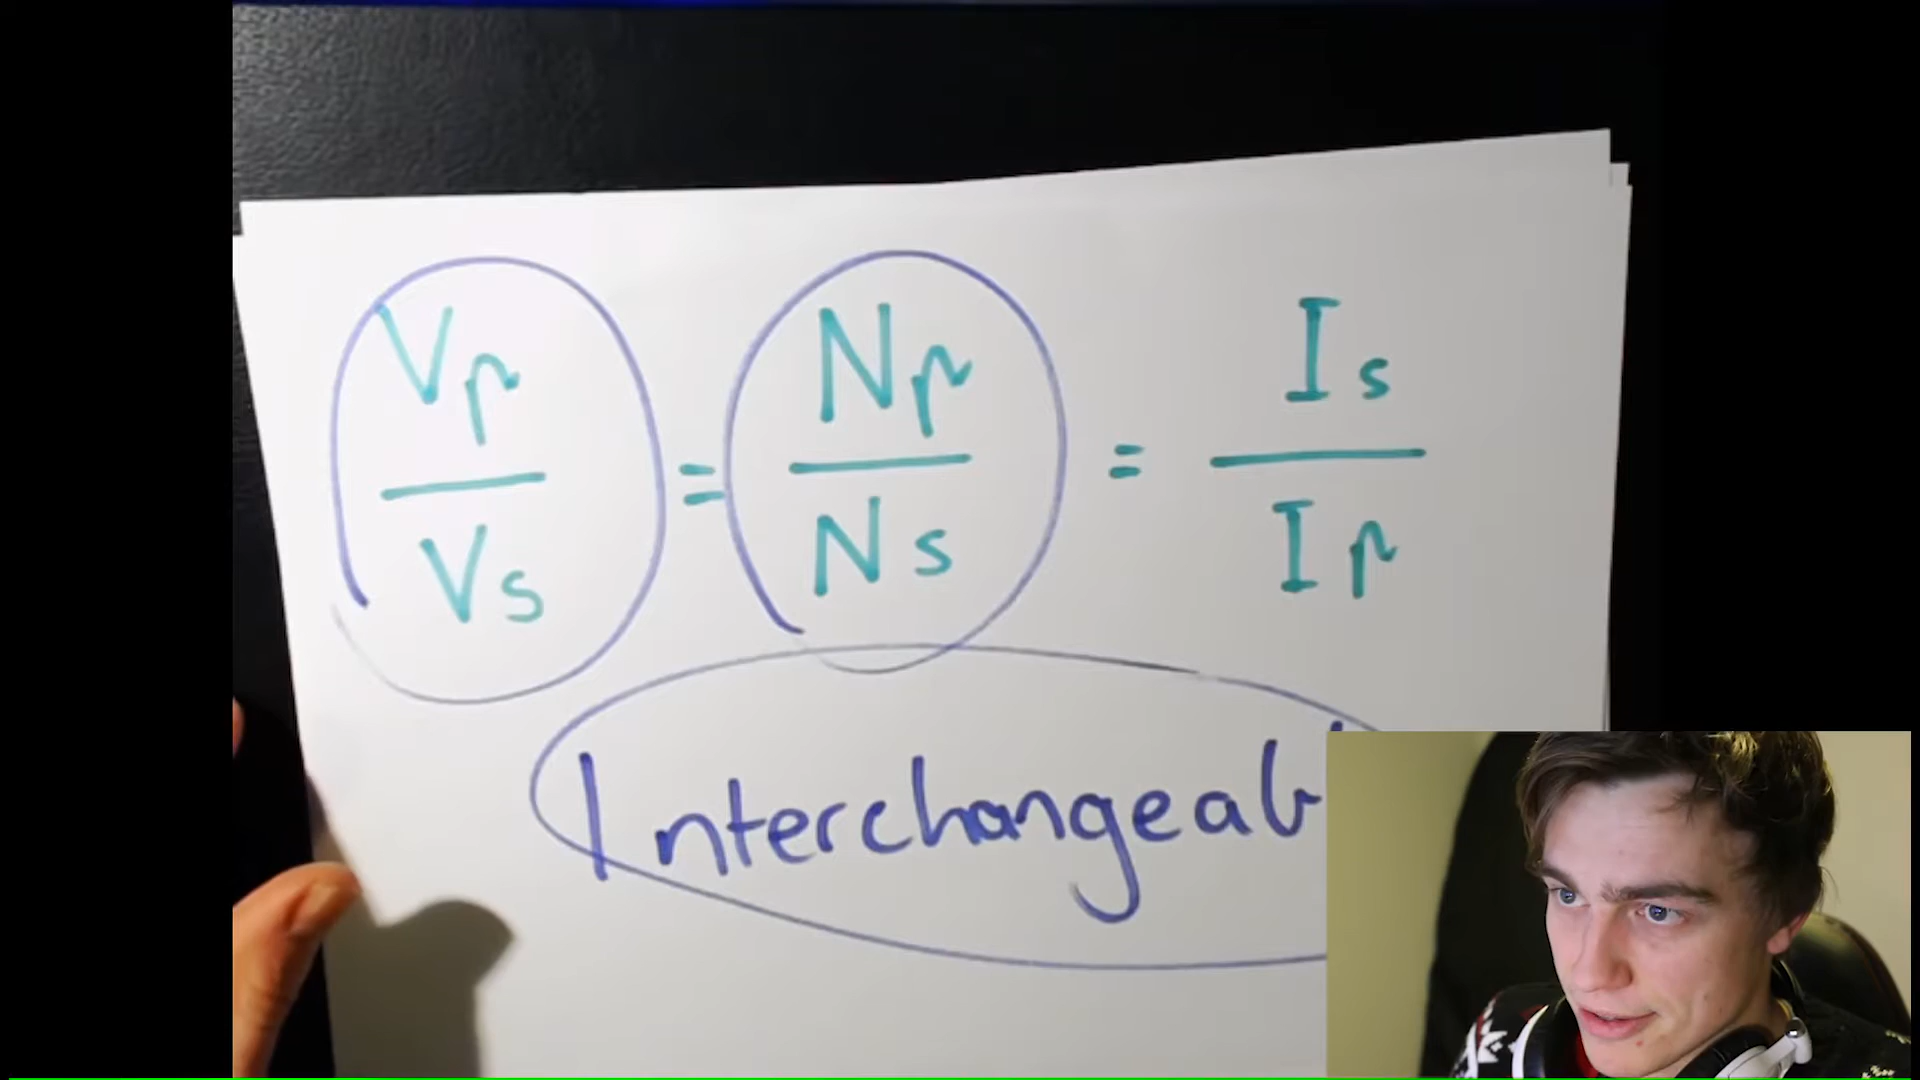 Vp/Vs = Np/Ns = Is/Ip
Interchangeab